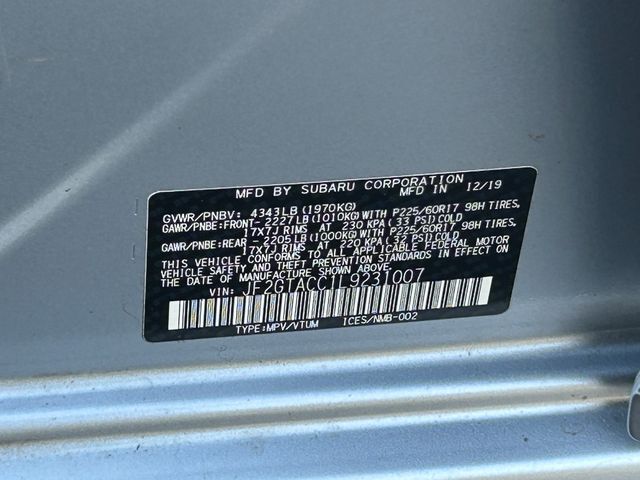 MFD BY SUBARU CORPORATION
MFD IN 12/19
GVWR/PNBV: 4343LB(1970KG)
GAWR/PNBE:FRONT- 2227LB(1010KG)WITH P225/60R17 98H TIRES,
17X7J RIMS AT 230 KPA(33 PSI)COLD
GAWR/PNBE:REAR - 2205LB(1000KG)WITH P225/60R17 98H TIRES,
17X7J RIMS AT 220 KPA(32 PSI)COLD
THIS VEHICLE CONFORMS TO ALL APPLICABLE FEDERAL MOTOR
VEHICLE SAFETY AND THEFT PREVENTION STANDARDS IN EFFECT ON
THE DATE OF MANUFACTURE SHOWN ABOVE.
VIN: JF2GTACC1L9231007
TYPE:MPV/VTUM ICES/NMB-002